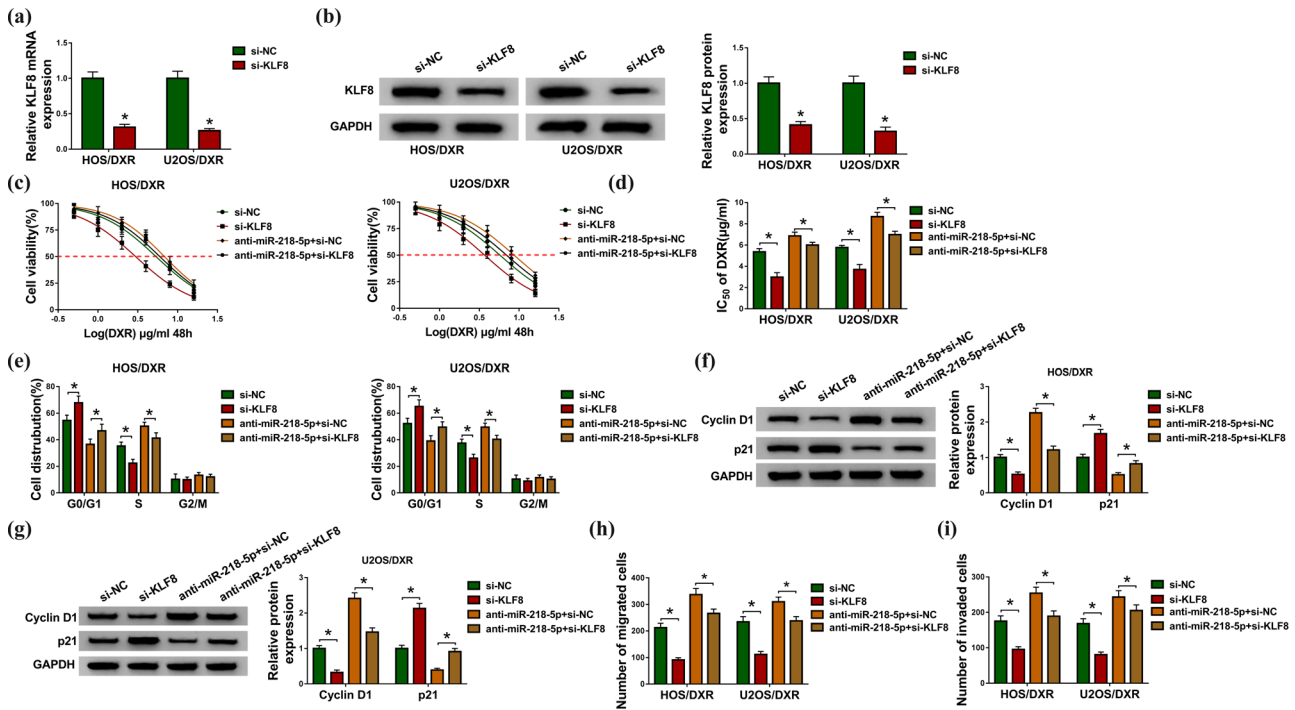 (a)
Relative KLF8 mRNA
expression
1.5
1.0
0.5
0.0
*
*
HOS/DXR
U2OS/DXR
si-NC
si-KLF8
(b)
si-NC
si-KLF8
si-NC
si-KLF8
KLF8
GAPDH
HOS/DXR
U2OS/DXR
Relative KLF8 protein
expression
1.5
1.0
0.5
0.0
*
*
HOS/DXR
U2OS/DXR
si-NC
si-KLF8
(c)
HOS/DXR
Cell viability(%)
100
75
50
25
0
-0.5
0.0
0.5
1.0
1.5
Log(DXR) μg/ml 48h
si-NC
si-KLF8
anti-miR-218-5p+si-NC
anti-miR-218-5p+si-KLF8
U2OS/DXR
Cell viability(%)
100
75
50
25
0
-0.5
0.0
0.5
1.0
1.5
Log(DXR) μg/ml 48h
si-NC
si-KLF8
anti-miR-218-5p+si-NC
anti-miR-218-5p+si-KLF8
(d)
IC50 of DXR(μg/ml)
10
8
6
4
2
0
*
*
*
*
HOS/DXR
U2OS/DXR
si-NC
si-KLF8
anti-miR-218-5p+si-NC
anti-miR-218-5p+si-KLF8
(e)
HOS/DXR
Cell distrubution(%)
100
80
60
40
20
0
*
*
*
*
G0/G1
S
G2/M
si-NC
si-KLF8
anti-miR-218-5p+si-NC
anti-miR-218-5p+si-KLF8
U2OS/DXR
Cell distrubution(%)
100
80
60
40
20
0
*
*
*
*
G0/G1
S
G2/M
si-NC
si-KLF8
anti-miR-218-5p+si-NC
anti-miR-218-5p+si-KLF8
(f)
si-NC
si-KLF8
anti-miR-218-5p+si-NC
anti-miR-218-5p+si-KLF8
Cyclin D1
p21
GAPDH
HOS/DXR
Relative protein
expression
3
2
1
0
*
*
*
*
Cyclin D1
p21
si-NC
si-KLF8
anti-miR-218-5p+si-NC
anti-miR-218-5p+si-KLF8
(g)
si-NC
si-KLF8
anti-miR-218-5p+si-NC
anti-miR-218-5p+si-KLF8
Cyclin D1
p21
GAPDH
U2OS/DXR
Relative protein
expression
3
2
1
0
*
*
*
*
Cyclin D1
p21
si-NC
si-KLF8
anti-miR-218-5p+si-NC
anti-miR-218-5p+si-KLF8
(h)
Number of migrated cells
400
300
200
100
0
*
*
*
*
HOS/DXR
U2OS/DXR
si-NC
si-KLF8
anti-miR-218-5p+si-NC
anti-miR-218-5p+si-KLF8
(i)
Number of invaded cells
300
200
100
0
*
*
*
*
HOS/DXR
U2OS/DXR
si-NC
si-KLF8
anti-miR-218-5p+si-NC
anti-miR-218-5p+si-KLF8